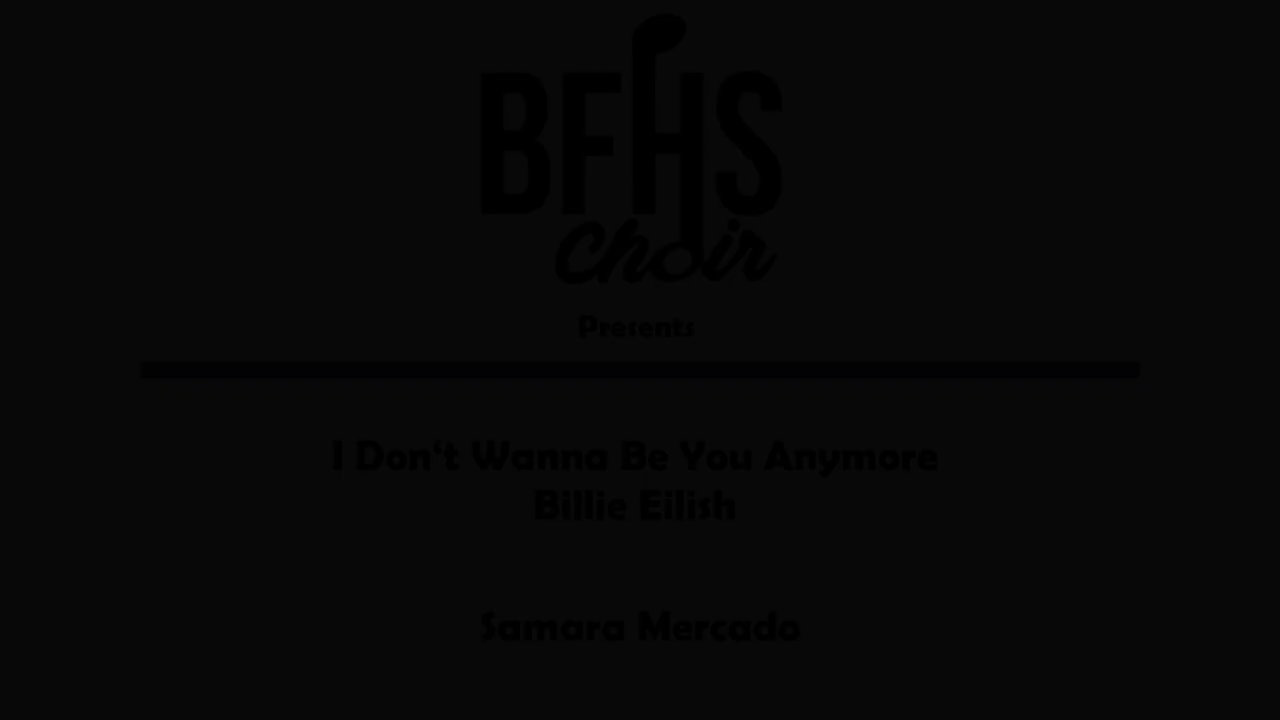 BFHS
Choir
Presents
I Don't Wanna Be You Anymore
Billie Eilish
Samara Mercado